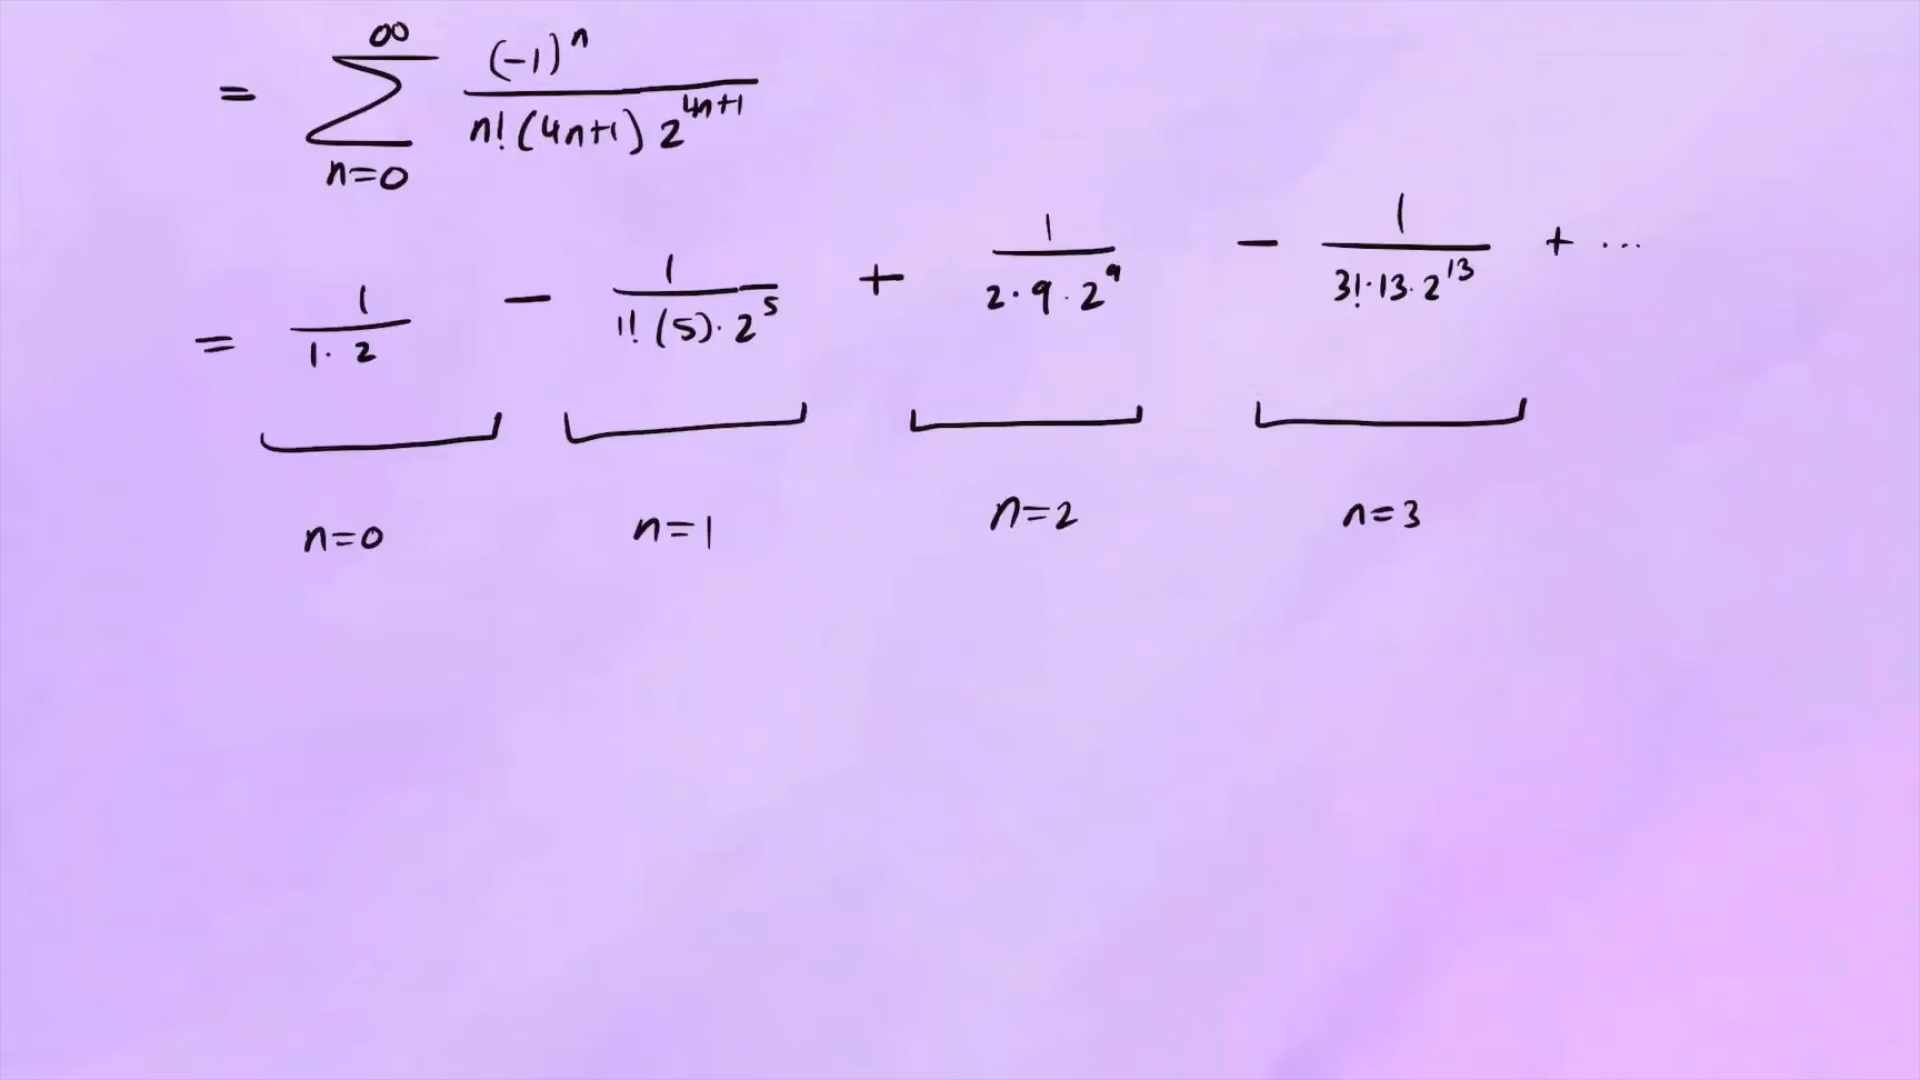 = ∞∑n=0 (-1)^n / n! (4n+1) 2^(4n+1)
= 1 / 1·2 − 1 / 1! (5)·2^5 + 1 / 2·9·2^9 − 1 / 3!·13·2^13 + ...
n=0 n=1 n=2 n=3